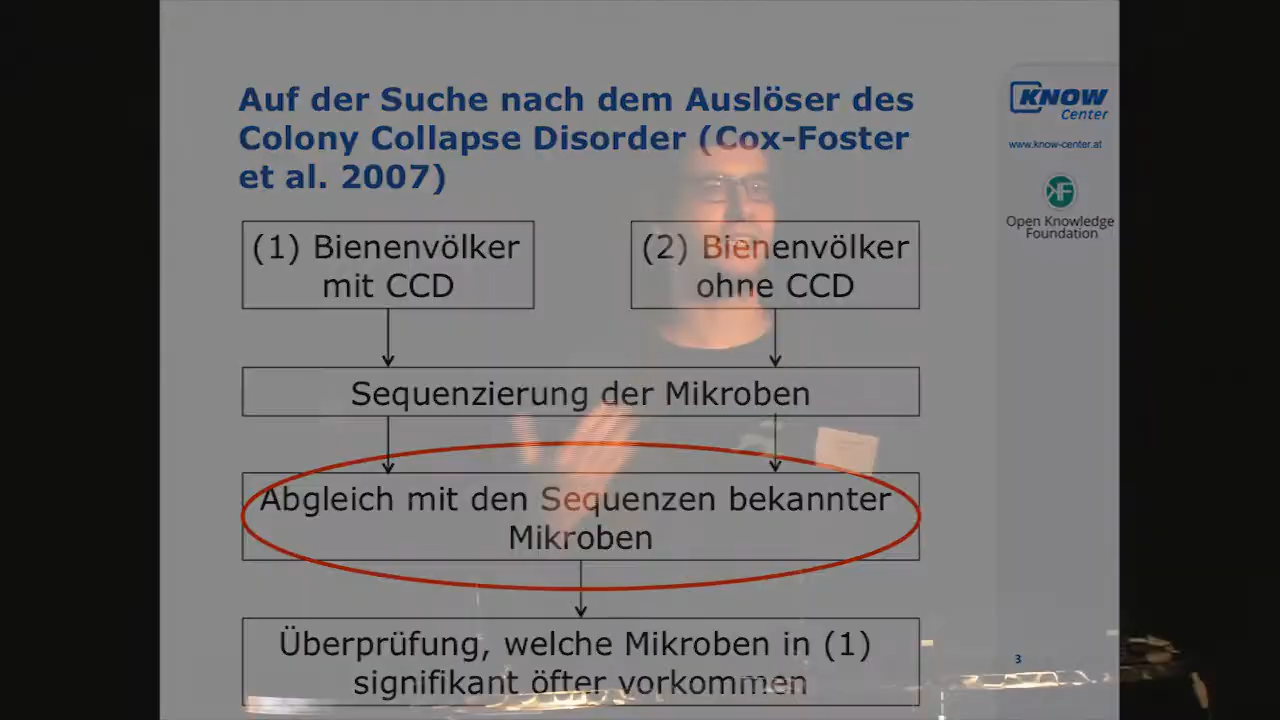 Auf der Suche nach dem Auslöser des
Colony Collapse Disorder (Cox-Foster
et al. 2007)
(1) Bienenvölker
mit CCD
(2) Bienenvölker
ohne CCD
Sequenzierung der Mikroben
Abgleich mit den Sequenzen bekannter
Mikroben
Überprüfung, welche Mikroben in (1)
signifikant öfter vorkommen
KNOW
Center
www.know-center.at
Open Knowledge
Foundation
3